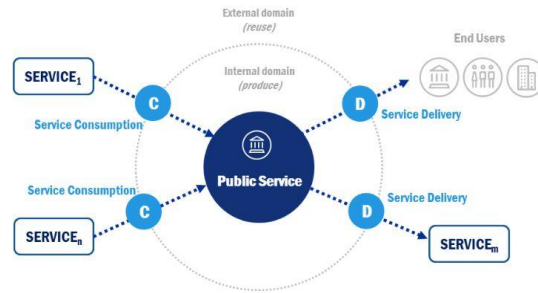 External domain
(reuse)
End Users
Internal domain
(produce)
SERVICE1
C
D
Service Consumption
Service Delivery
Public Service
Service Consumption
Service Delivery
C
D
SERVICEn
SERVICEm